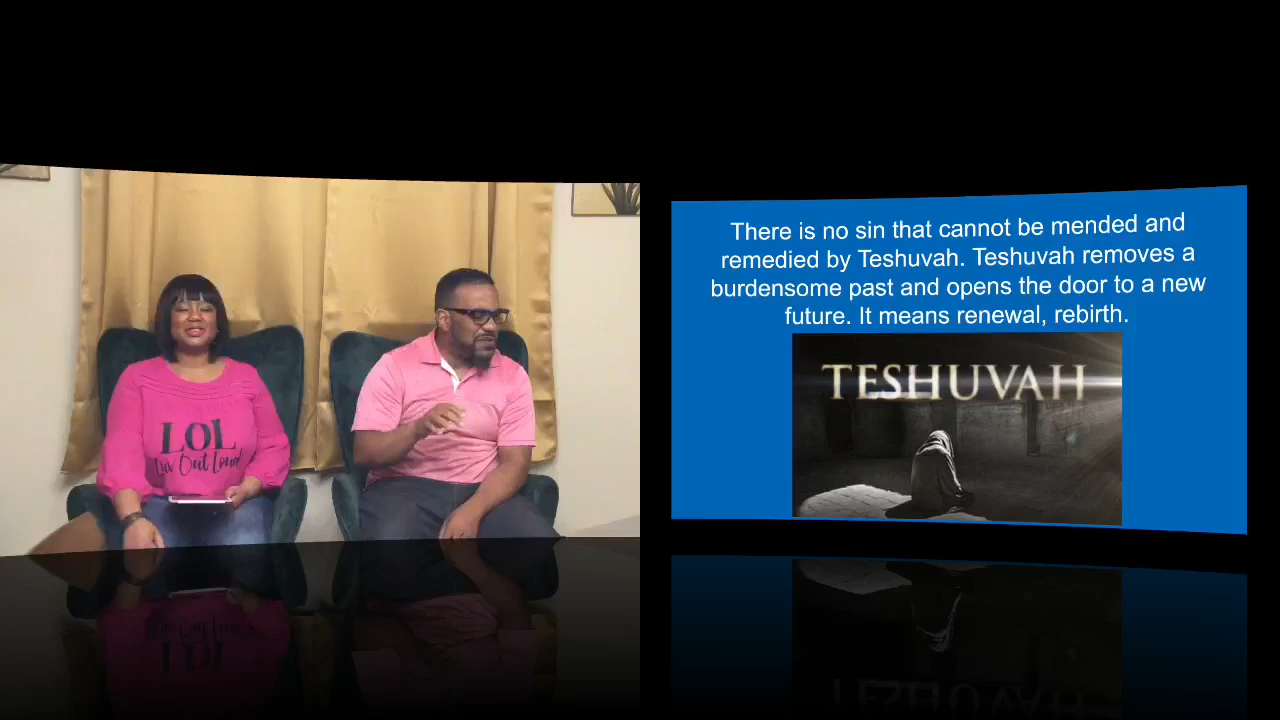 LOL
Luv Out Loud
There is no sin that cannot be mended and
remedied by Teshuvah. Teshuvah removes a
burdensome past and opens the door to a new
future. It means renewal, rebirth.
TESHUVAH